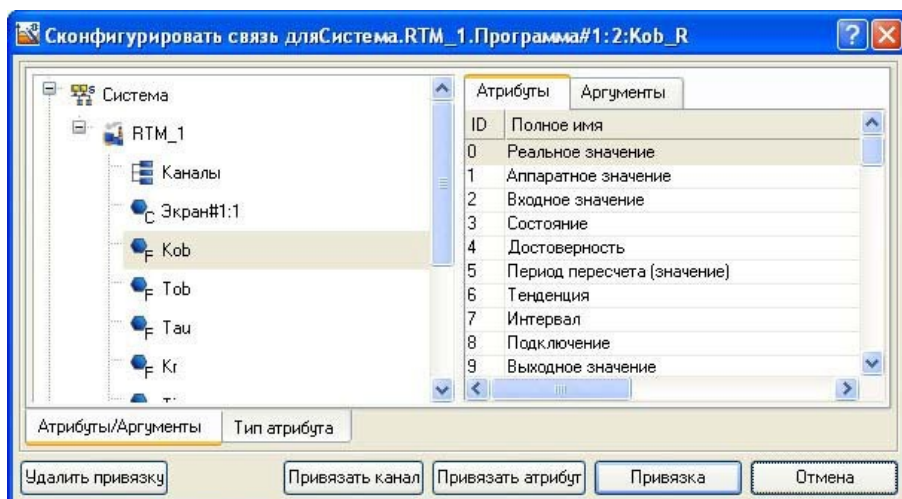 Сконфигурировать связь дляСистема.RTM_1.Программа#1:2:Kob_R
Система
RTM_1
Каналы
C Экран#1:1
F Kob
F Tob
F Tau
F Kr
Атрибуты/Аргументы
Тип атрибута
Атрибуты
Аргументы
ID Полное имя
0 Реальное значение
1 Аппаратное значение
2 Входное значение
3 Состояние
4 Достоверность
5 Период пересчета (значение)
6 Тенденция
7 Интервал
8 Подключение
9 Выходное значение
Удалить привязку
Привязать канал
Привязать атрибут
Привязка
Отмена